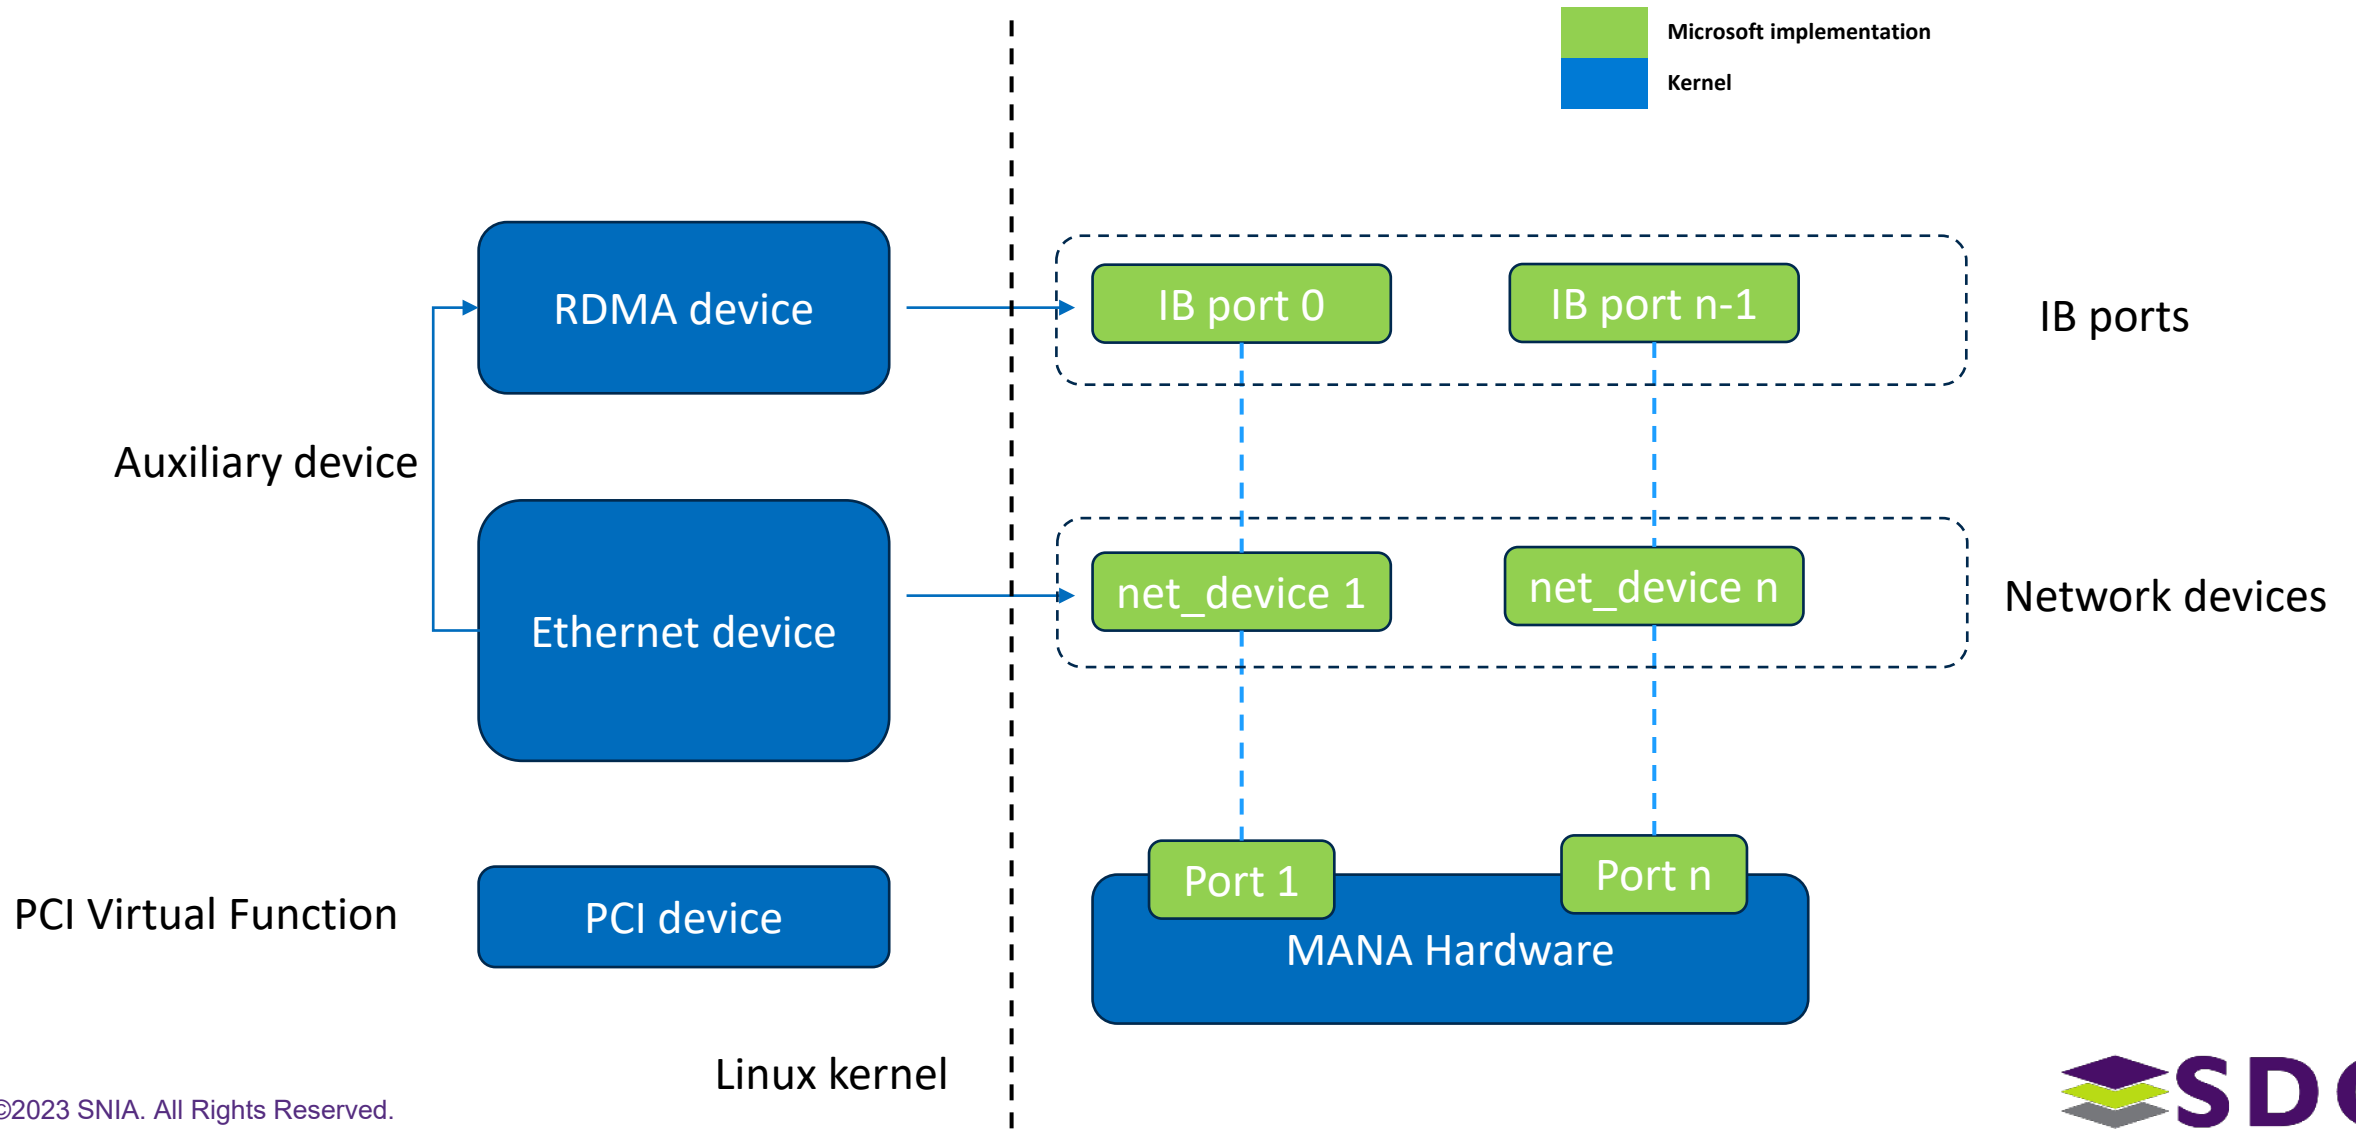 Microsoft implementation
Kernel
RDMA device
IB port 0
IB port n-1
IB ports
Auxiliary device
Ethernet device
net_device 1
net_device n
Network devices
PCI Virtual Function
PCI device
Port 1
Port n
MANA Hardware
Linux kernel
©2023 SNIA. All Rights Reserved.
SD